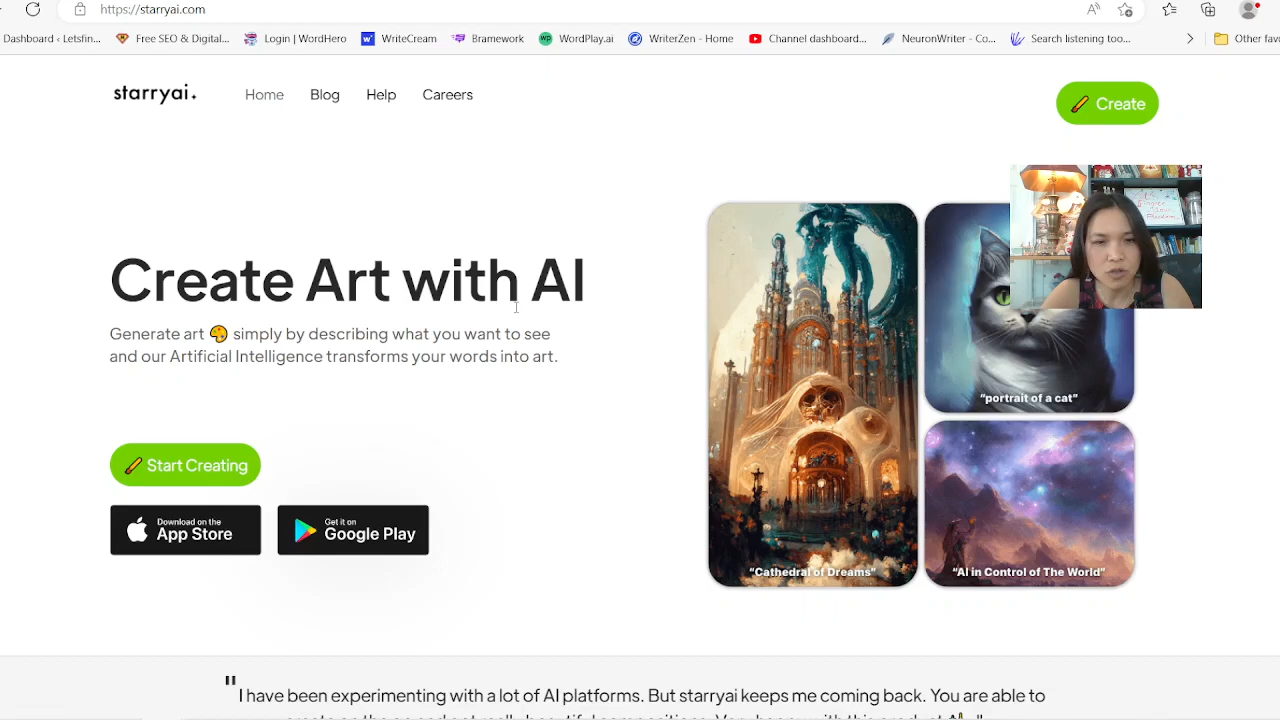 https://starryai.com
Dashboard ‹ Letsfin...
Free SEO & Digital...
Login | WordHero
WriteCream
Bramework
WordPlay.ai
WriterZen - Home
Channel dashboard...
NeuronWriter - Co...
Search listening too...
Other fav
starryai
Home
Blog
Help
Careers
Create
Create Art with AI
Generate art 🎨 simply by describing what you want to see
and our Artificial Intelligence transforms your words into art.
Start Creating
Download on the
App Store
Get it on
Google Play
"Cathedral of Dreams"
"portrait of a cat"
"AI in Control of The World"
"I have been experimenting with a lot of AI platforms. But starryai keeps me coming back. You are able to